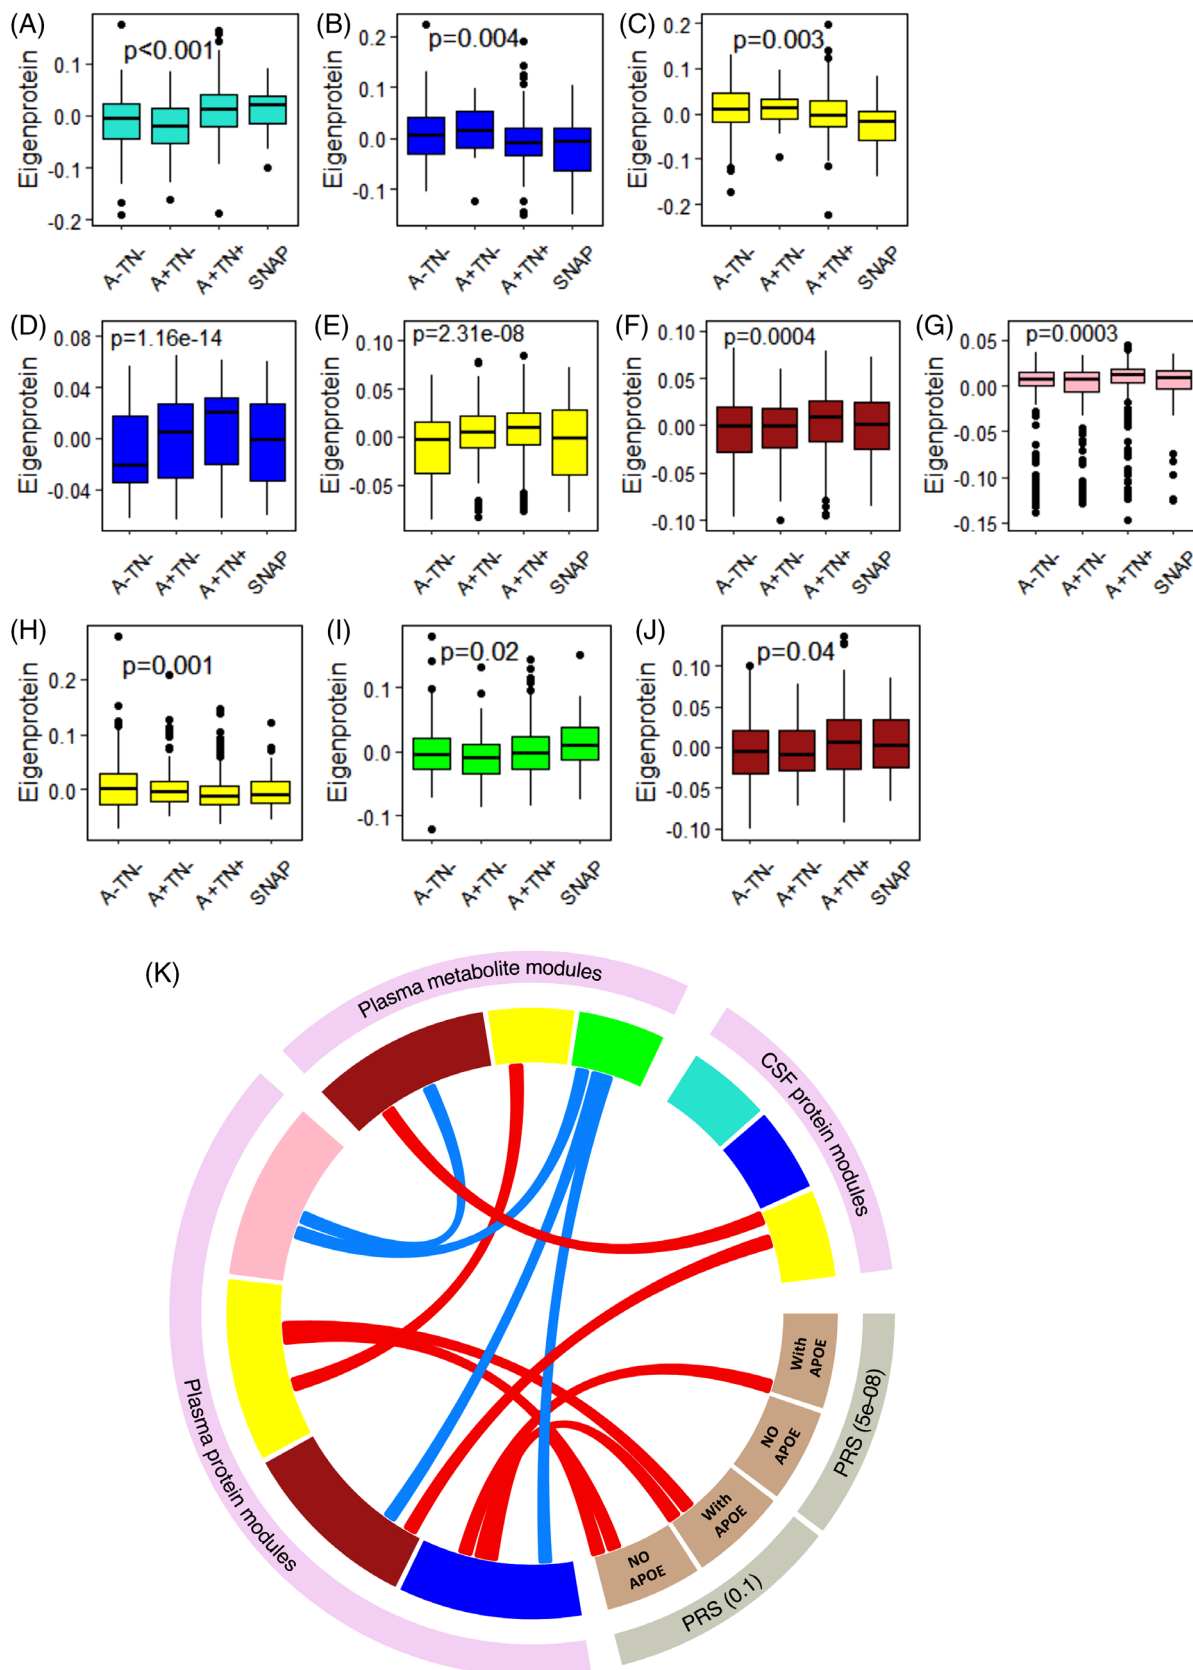 (A)
p<0.001
Eigenprotein
0.1
0.0
-0.1
-0.2
A-TN-
A+TN-
A+TN+
SNAP
(B)
p=0.004
Eigenprotein
0.2
0.1
0.0
-0.1
A-TN-
A+TN-
A+TN+
SNAP
(C)
p=0.003
Eigenprotein
0.2
0.1
0.0
-0.1
-0.2
A-TN-
A+TN-
A+TN+
SNAP
(D)
p=1.16e-14
Eigenprotein
0.08
0.04
0.00
-0.04
A-TN-
A+TN-
A+TN+
SNAP
(E)
p=2.31e-08
Eigenprotein
0.10
0.05
0.00
-0.05
A-TN-
A+TN-
A+TN+
SNAP
(F)
p=0.0004
Eigenprotein
0.10
0.05
0.00
-0.05
-0.10
A-TN-
A+TN-
A+TN+
SNAP
(G)
p=0.0003
Eigenprotein
0.05
0.00
-0.05
-0.10
-0.15
A-TN-
A+TN-
A+TN+
SNAP
(H)
p=0.001
Eigenprotein
0.2
0.1
0.0
A-TN-
A+TN-
A+TN+
SNAP
(I)
p=0.02
Eigenprotein
0.1
0.0
-0.1
A-TN-
A+TN-
A+TN+
SNAP
(J)
p=0.04
Eigenprotein
0.10
0.05
0.00
-0.05
-0.10
A-TN-
A+TN-
A+TN+
SNAP
(K)
Plasma metabolite modules
CSF protein modules
Plasma protein modules
With
APOE
NO
APOE
PRS (5e-08)
With
APOE
NO
APOE
PRS (0.1)